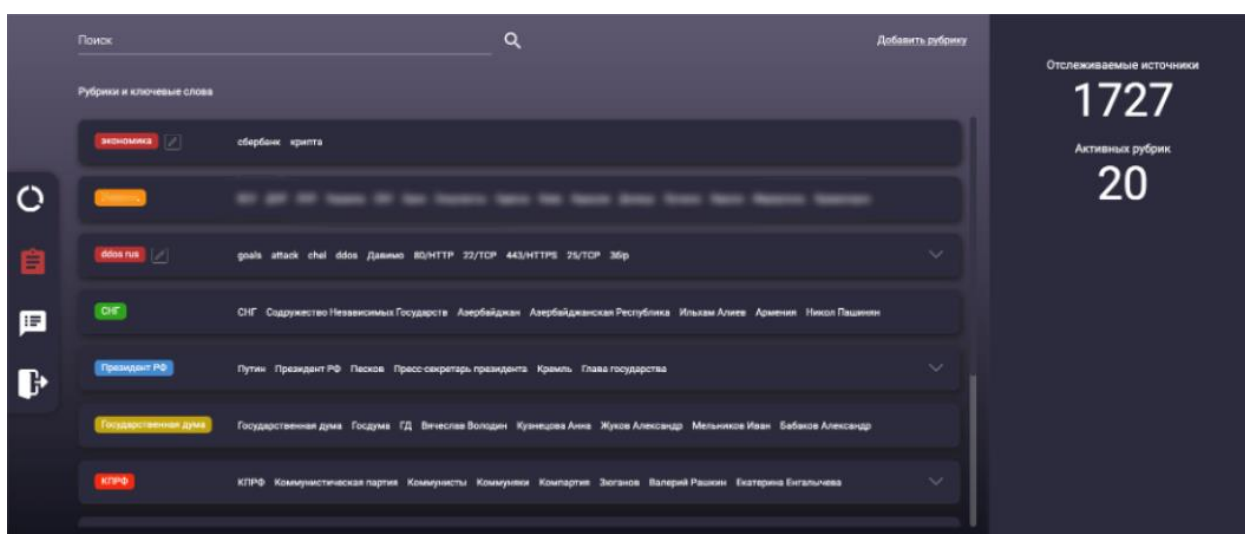 Поиск
Добавить рубрику
Отслеживаемые источники
1727
Рубрики и ключевые слова
Активных рубрик
20
экономика сбербанк крипта
ddos rus goals attack chel ddos Давимо 80/HTTP 22/TCP 443/HTTPS 25/TCP Збір
СНГ СНГ Содружество Независимых Государств Азербайджан Азербайджанская Республика Ильхам Алиев Армения Никол Пашинян
Президент РФ Путин Президент РФ Песков Пресс-секретарь президента Кремль Глава государства
Государственная дума Государственная дума Госдума ГД Вячеслав Володин Кузнецова Анна Жуков Александр Мельников Иван Бабаков Александр
КПРФ КПРФ Коммунистическая партия Коммунисты Коммуняки Компартия Зюганов Валерий Рашкин Екатерина Енгалычева